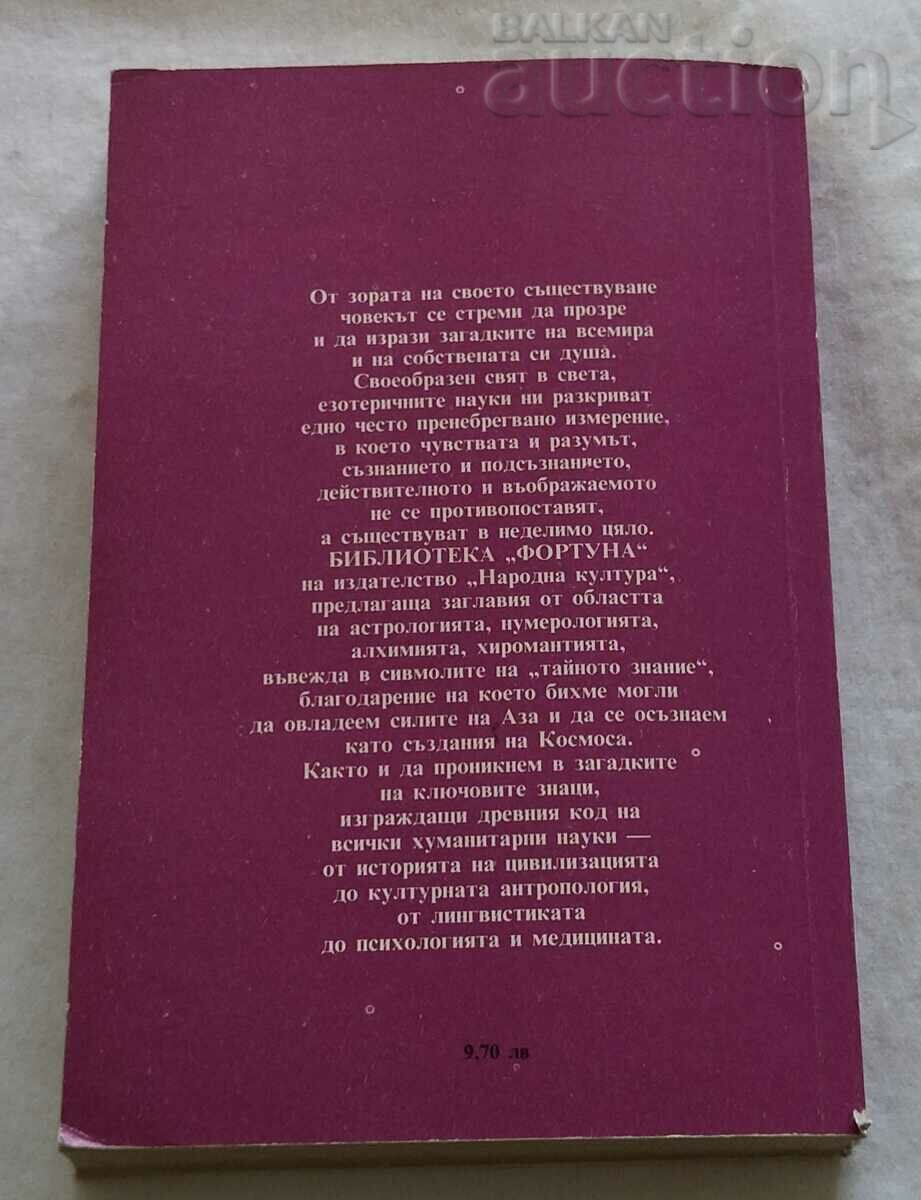 BALKAN
auction
От зората на своето съществуване
човекът се стреми да прозре
и да изрази загадките на всемира
и на собствената си душа.
Своеобразен свят в света,
езотеричните науки ни разкриват
едно често пренебрегвано измерение,
в което чувствата и разумът,
съзнанието и подсъзнанието,
действителното и въображаемото
не се противопоставят,
а съществуват в неделимо цяло.
БИБЛИОТЕКА „ФОРТУНА“
на издателство „Народна култура“,
предлагаща заглавия от областта
на астрологията, нумерологията,
алхимията, хиромантията,
въвежда в сивмолите на „тайното знание“,
благодарение на което бихме могли
да овладеем силите на Аза и да се осъзнаем
като създания на Космоса.
Както и да проникнем в загадките
на ключовите знаци,
изграждащи древния код на
всички хуманитарни науки —
от историята на цивилизацията
до културната антропология,
от лингвистиката
до психологията и медицината.
9.70 лв